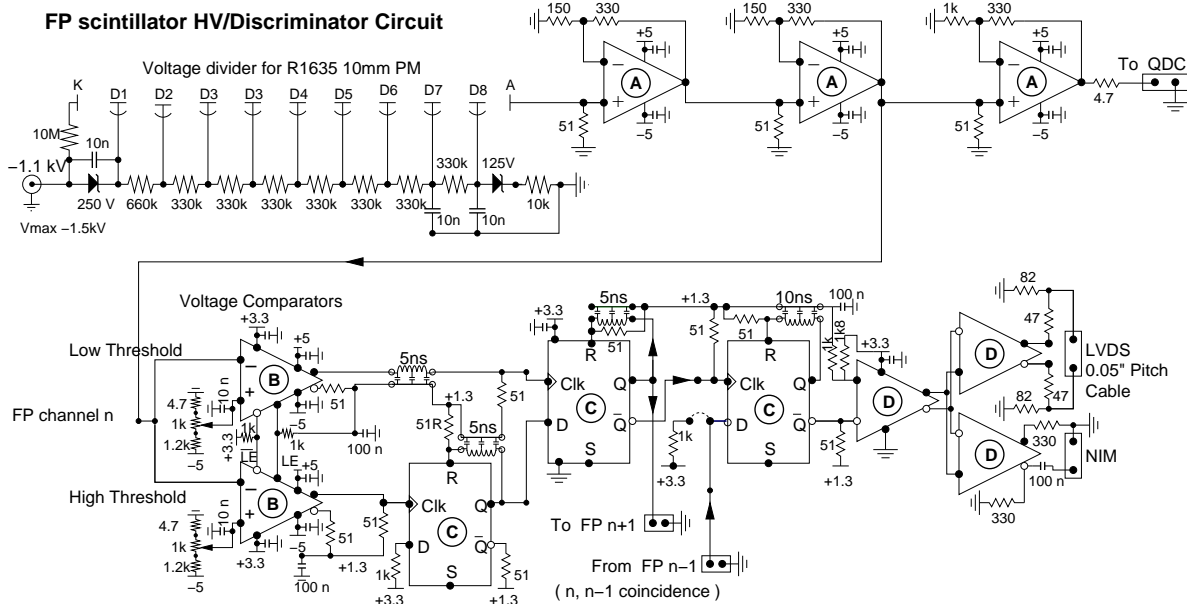 FP scintillator HV/Discriminator Circuit
150 330
150 330
1k 330
+5
+5
+5
Voltage divider for R1635 10mm PM
To QDC
K D1 D2 D3 D3 D4 D5 D6 D7 D8 A
A
A
A
4.7
10M
51
−5
51
−5
51
−5
10n
−1.1 kV
330k
125V
250 V
660k 330k 330k 330k 330k 330k 330k
10k
10n 10n
Vmax −1.5kV
Voltage Comparators
+3.3
+5
5ns
+3.3
5ns
+1.3
10ns
100 n
82
Low Threshold
B
51
51
51
51
1k
1k8
+3.3
47
LVDS
0.05" Pitch
Cable
R
R
D
Clk Q
Clk Q
C
C
D
D Q
D Q
S
S
4.7
1k
1.2k
−5
10 n
51
+1.3
51
51R
FP channel n
−5
1k
1k
+3.3
100 n
5ns
82
47
LE
LE
+5
1k
+3.3
51
+1.3
330
D
NIM
100 n
330
High Threshold
B
R
Clk Q
C
D Q
S
4.7
1k
1.2k
−5
10 n
−5
+3.3
51
51
+1.3
100 n
1k
+3.3
51
+1.3
To FP n+1
From FP n−1
( n, n−1 coincidence )